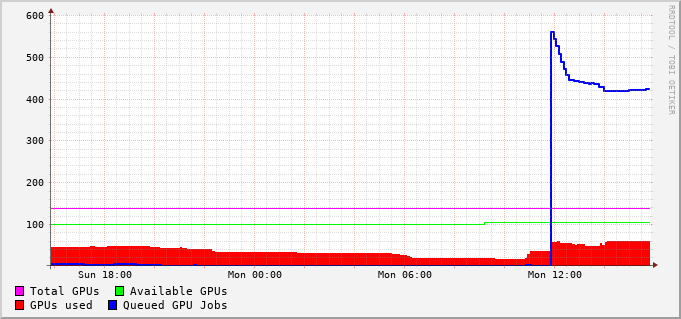 600
500
400
300
200
100
Sun 18:00 Mon 00:00 Mon 06:00 Mon 12:00
Total GPUs Available GPUs
GPUs used Queued GPU Jobs
RRDTOOL / TOBI OETIKER